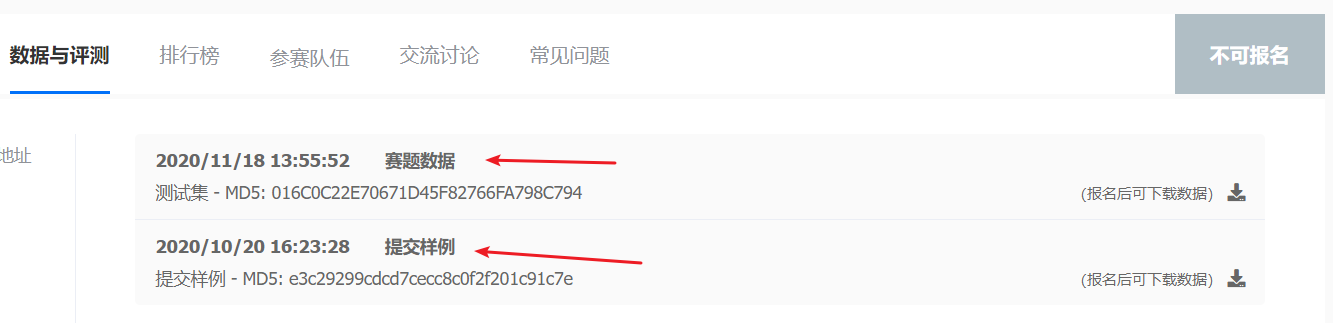 数据与评测 排行榜 参赛队伍 交流讨论 常见问题 不可报名
地址
2020/11/18 13:55:52 赛题数据
测试集 - MD5: 016C0C22E70671D45F82766FA798C794 (报名后可下载数据)
2020/10/20 16:23:28 提交样例
提交样例 - MD5: e3c29299cdcd7cecc8c0f2f201c91c7e (报名后可下载数据)